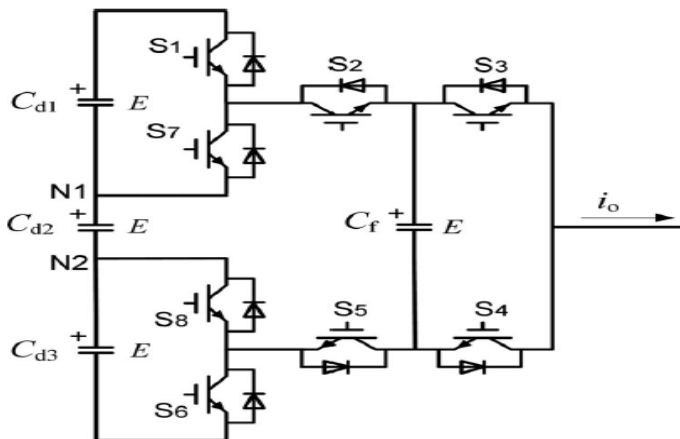 S1
S2
S3
+
Cd1
E
S7
N1
+
Cd2
E
Cf
+
E
io
N2
S8
S5
S4
+
Cd3
E
S6